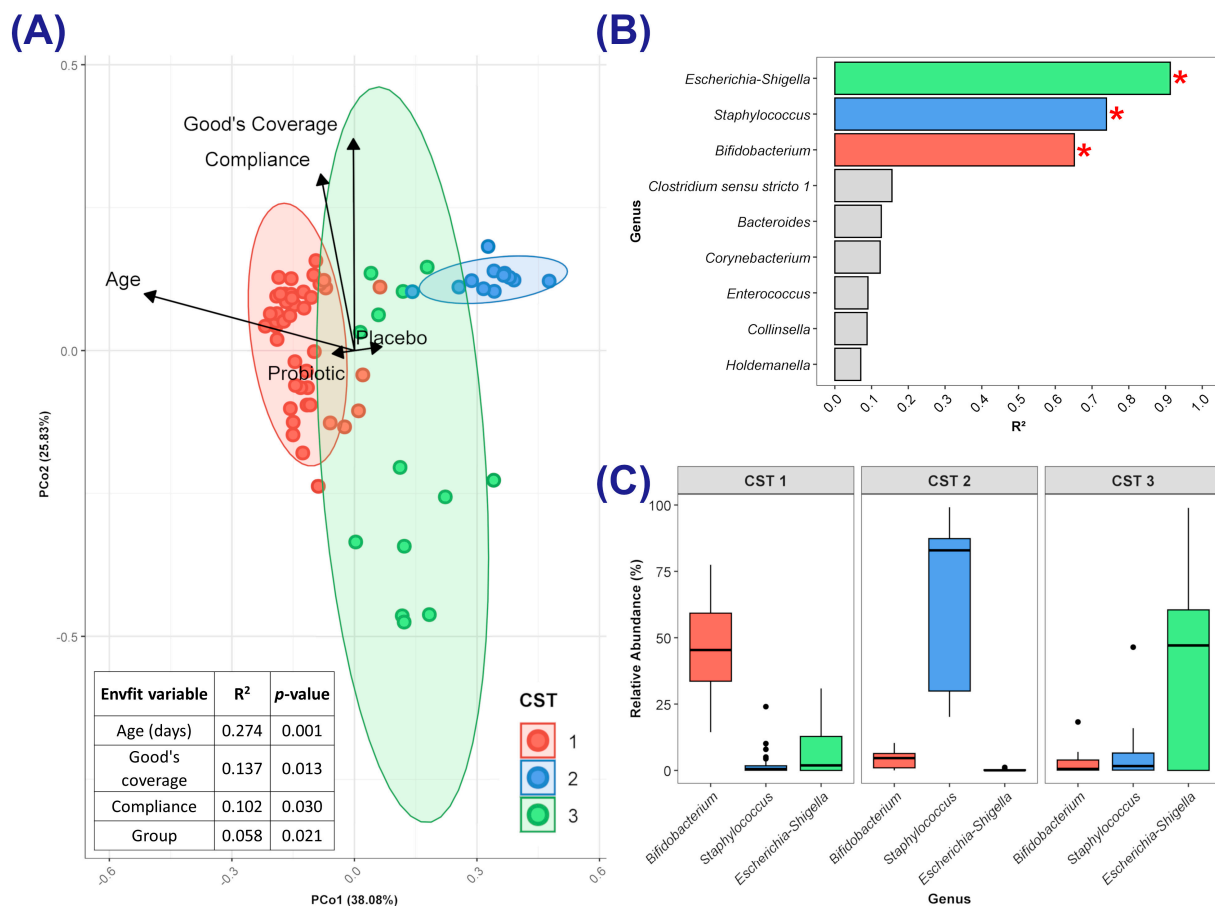 (A)
0.5
0.0
-0.5
PCo2 (25.83%)
Good's Coverage
Compliance
Age
Placebo
Probiotic
Envfit variable R² p-value
Age (days) 0.274 0.001
Good's
coverage 0.137 0.013
Compliance 0.102 0.030
Group 0.058 0.021
CST
1
2
3
-0.6 -0.3 0.0 0.3 0.6
PCo1 (38.08%)
(B)
Genus
Escherichia-Shigella *
Staphylococcus *
Bifidobacterium *
Clostridium sensu stricto 1
Bacteroides
Corynebacterium
Enterococcus
Collinsella
Holdemanella
0.0 0.1 0.2 0.3 0.4 0.5 0.6 0.7 0.8 0.9 1.0
R²
(C)
CST 1 CST 2 CST 3
Relative Abundance (%)
100
75
50
25
0
Bifidobacterium Staphylococcus Escherichia-Shigella Bifidobacterium Staphylococcus Escherichia-Shigella Bifidobacterium Staphylococcus Escherichia-Shigella
Genus